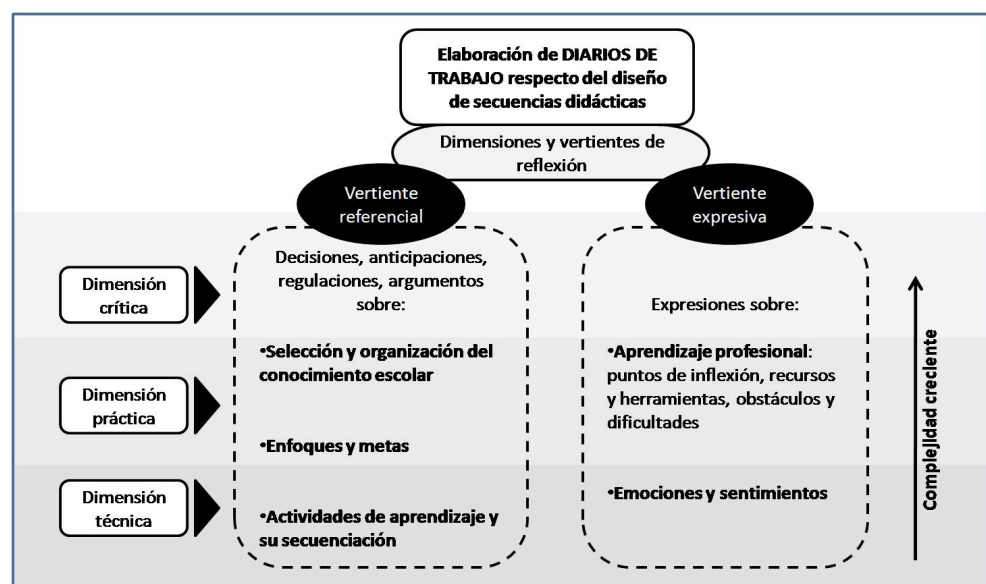 Elaboración de DIARIOS DE
TRABAJO respecto del diseño
de secuencias didácticas
Dimensiones y vertientes de
reflexión
Vertiente
referencial
Vertiente
expresiva
Decisiones, anticipaciones,
regulaciones, argumentos
sobre:
•Selección y organización del
conocimiento escolar
•Enfoques y metas
•Actividades de aprendizaje y
su secuenciación
Expresiones sobre:
•Aprendizaje profesional:
puntos de inflexión, recursos
y herramientas, obstáculos y
dificultades
•Emociones y sentimientos
Dimensión
crítica
Dimensión
práctica
Dimensión
técnica
Complejidad creciente